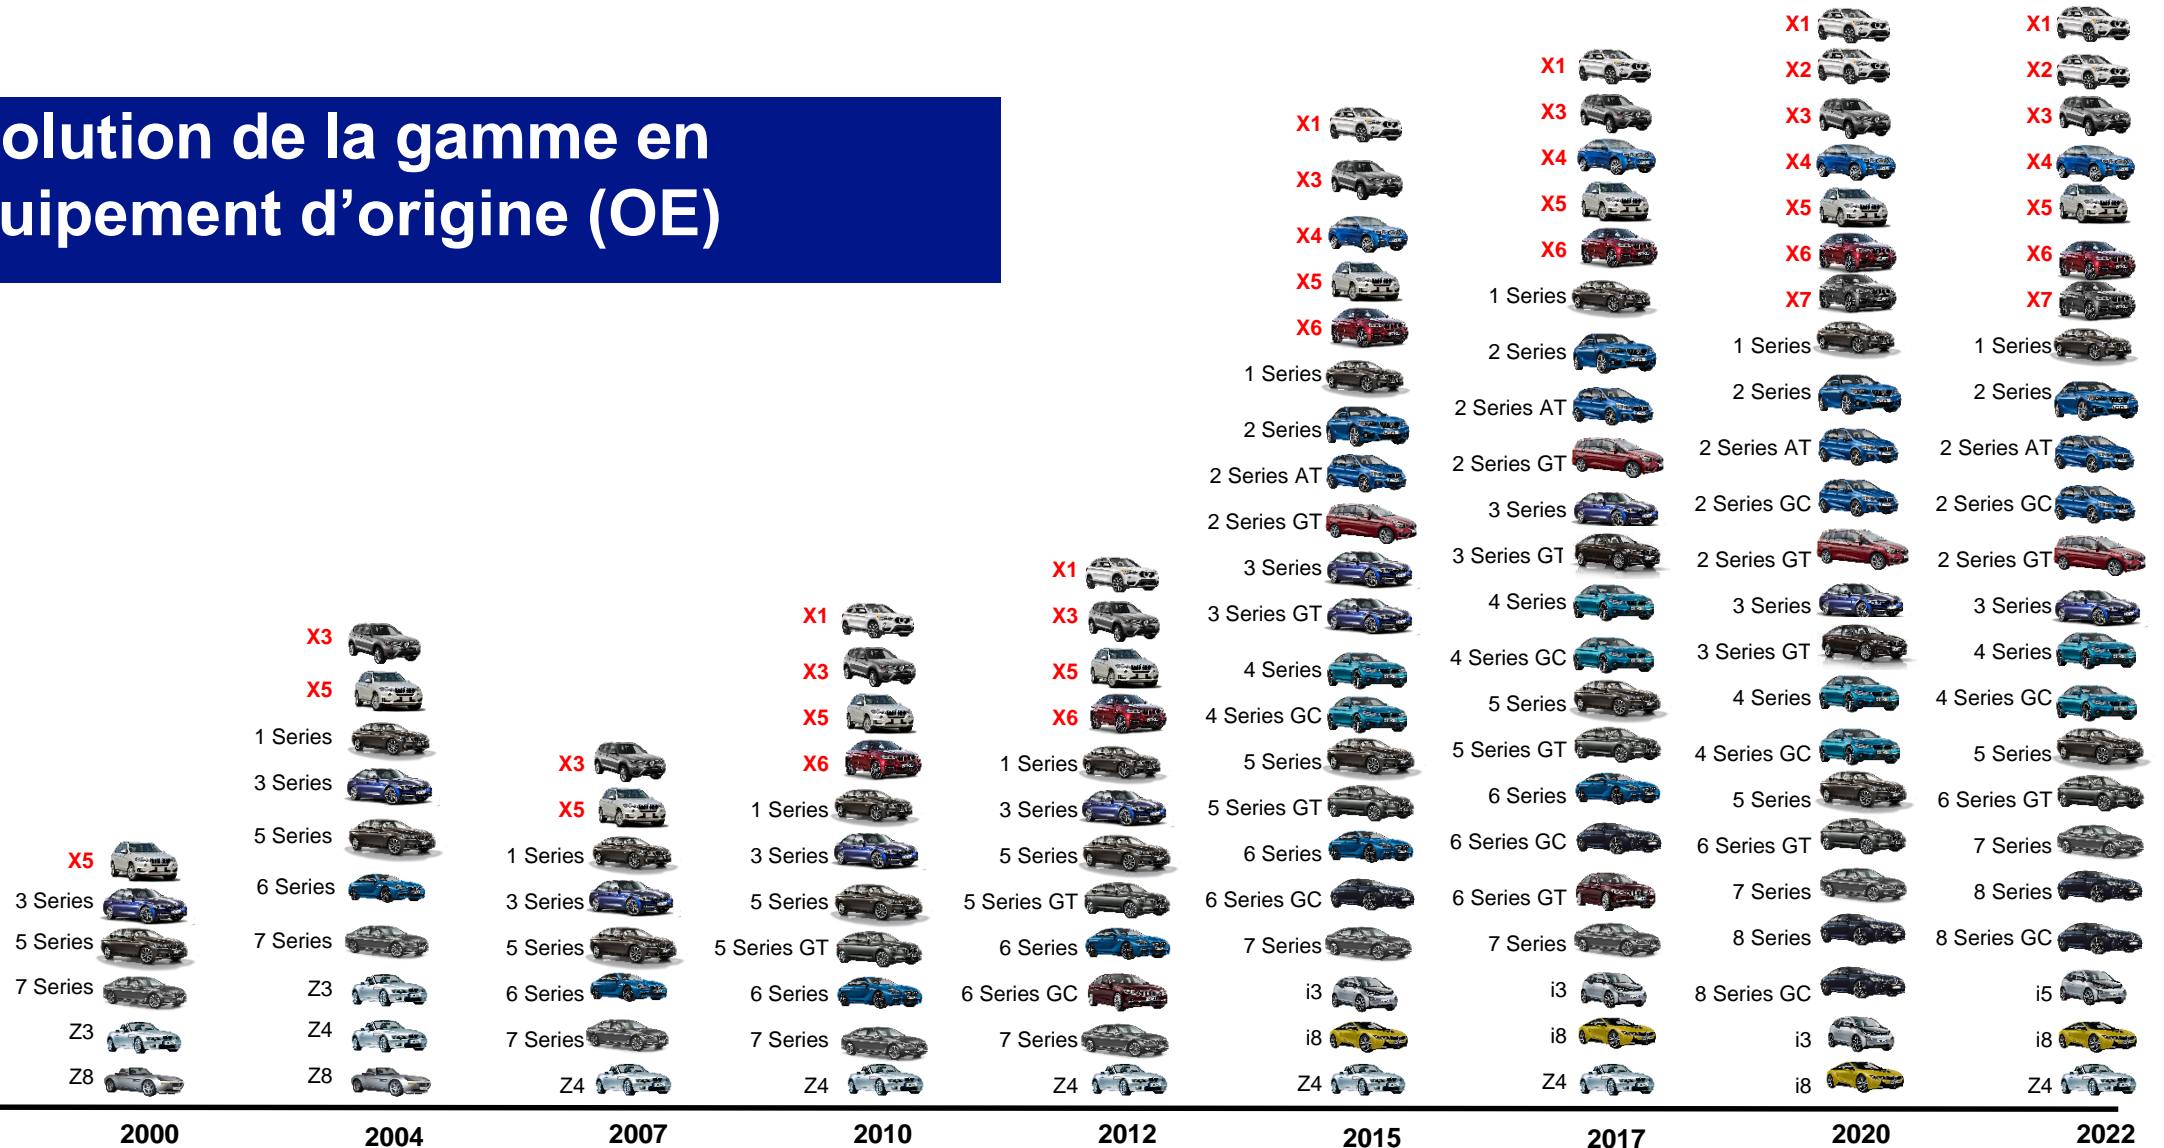 olution de la gamme en
uipement d'origine (OE)
X5
3 Series
5 Series
7 Series
Z3
Z8
2000
X3
X5
1 Series
3 Series
5 Series
6 Series
7 Series
Z3
Z4
Z8
2004
X3
X5
1 Series
3 Series
5 Series
6 Series
7 Series
Z4
2007
X1
X3
X5
X6
1 Series
3 Series
5 Series
5 Series GT
6 Series
7 Series
Z4
2010
X1
X3
X5
X6
1 Series
3 Series
5 Series
5 Series GT
6 Series
6 Series GC
7 Series
Z4
2012
X1
X3
X4
X5
X6
1 Series
2 Series
2 Series AT
2 Series GT
3 Series
3 Series GT
4 Series
4 Series GC
5 Series
5 Series GT
6 Series
6 Series GC
7 Series
i3
i8
Z4
2015
X1
X3
X4
X5
X6
1 Series
2 Series
2 Series AT
2 Series GT
3 Series
3 Series GT
4 Series
4 Series GC
5 Series
5 Series GT
6 Series
6 Series GC
6 Series GT
7 Series
i3
i8
Z4
2017
X1
X2
X3
X4
X5
X6
X7
1 Series
2 Series
2 Series AT
2 Series GC
2 Series GT
3 Series
3 Series GT
4 Series
4 Series GC
5 Series
6 Series GT
7 Series
8 Series
8 Series GC
i3
i8
2020
X1
X2
X3
X4
X5
X6
X7
1 Series
2 Series
2 Series AT
2 Series GC
2 Series GT
3 Series
4 Series
4 Series GC
5 Series
6 Series GT
7 Series
8 Series
8 Series GC
i5
i8
Z4
2022